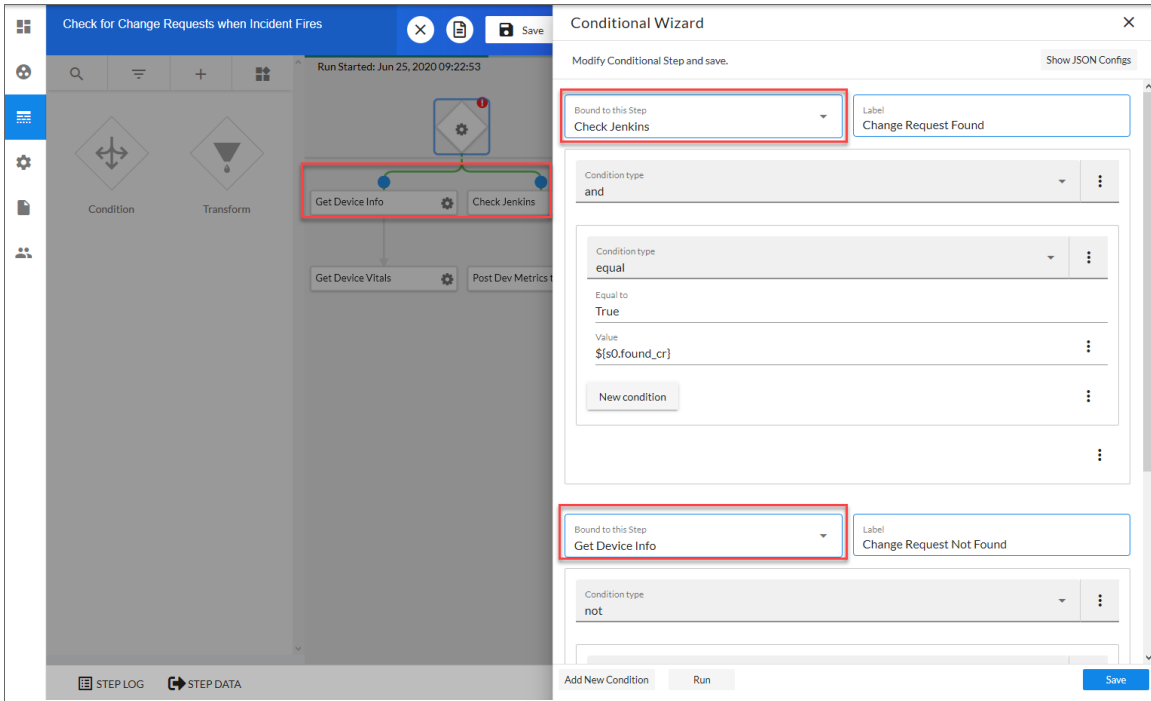 Check for Change Requests when Incident Fires
Save
Conditional Wizard
Run Started: Jun 25, 2020 09:22:53
Modify Conditional Step and save.
Show JSON Configs
Condition
Transform
Get Device Info
Check Jenkins
Get Device Vitals
Post Dev Metrics t
Bound to this Step
Check Jenkins
Label
Change Request Found
Condition type
and
Condition type
equal
Equal to
True
Value
${s0.found_cr}
New condition
Bound to this Step
Get Device Info
Label
Change Request Not Found
Condition type
not
STEP LOG
STEP DATA
Add New Condition
Run
Save